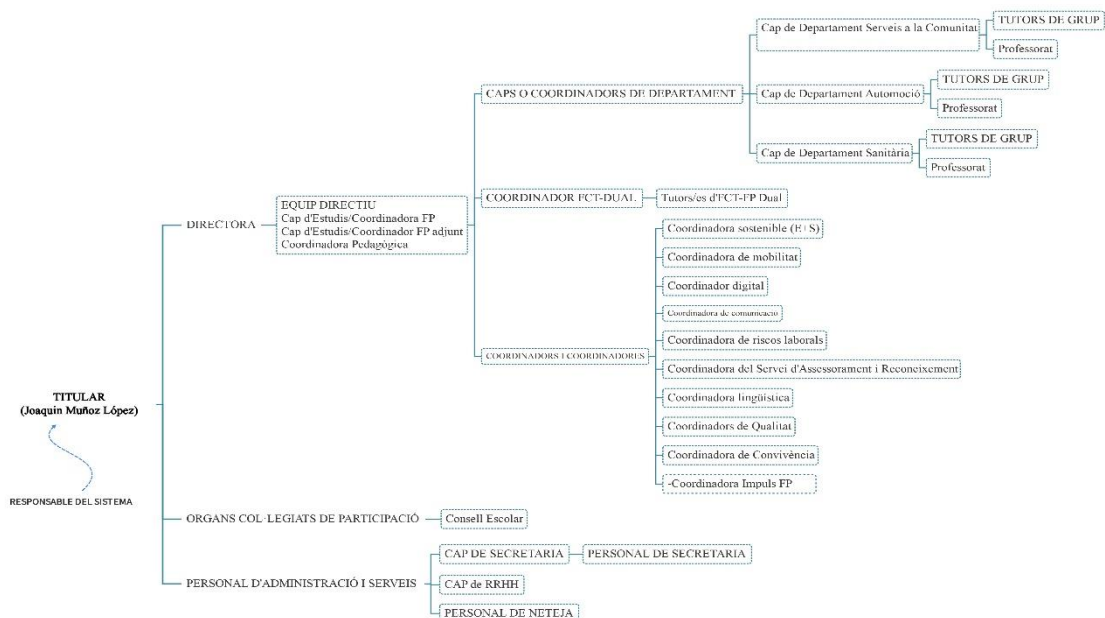 Cap de Departament Serveis a la Comunitat
TUTORS DE GRUP
Professorat
CAPS O COORDINADORS DE DEPARTAMENT
Cap de Departament Automoció
TUTORS DE GRUP
Professorat
Cap de Departament Sanitària
TUTORS DE GRUP
Professorat
DIRECTORA
EQUIP DIRECTIU
Cap d'Estudis/Coordinadora FP
Cap d'Estudis/Coordinador FP adjunt
Coordinadora Pedagógica
COORDINADOR FCT-DUAL
Tutors/es d'FCT-FP Dual
COORDINADORS I COORDINADORES
Coordinadora sostenible (E+S)
Coordinadora de mobilitat
Coordinador digital
Coordinadora de comunicació
Coordinadora de riscos laborals
Coordinadora del Servei d'Assessorament i Reconeixement
Coordinadora lingüística
Coordinadors de Qualitat
Coordinadora de Convivència
-Coordinadora Impuls FP
TITULAR
(Joaquin Muñoz López)
RESPONSABLE DEL SISTEMA
ORGANS COL·LEGIATS DE PARTICIPACIÓ
Consell Escolar
PERSONAL D'ADMINISTRACIÓ I SERVEIS
CAP DE SECRETARIA
PERSONAL DE SECRETARIA
CAP de RRHH
PERSONAL DE NETEJA